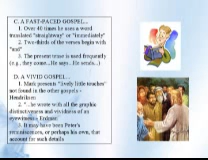 C. A FAST-PACED GOSPEL...
1. Over 40 times he uses a word
translated "straightway" or "immediately"
2. Two-thirds of the verses begin with
"and"
3. The present tense is used frequently
(e.g., they come...He says...He sends...)
D. A VIVID GOSPEL...
1. Mark presents "lively little touches"
not found in the other gospels -
Hendriksen
2. "...he wrote with all the graphic
distinctiveness and vividness of an
eyewitness - Erdman"
3. It may have been Peter's
reminiscences, or perhaps his own, that
account for such details